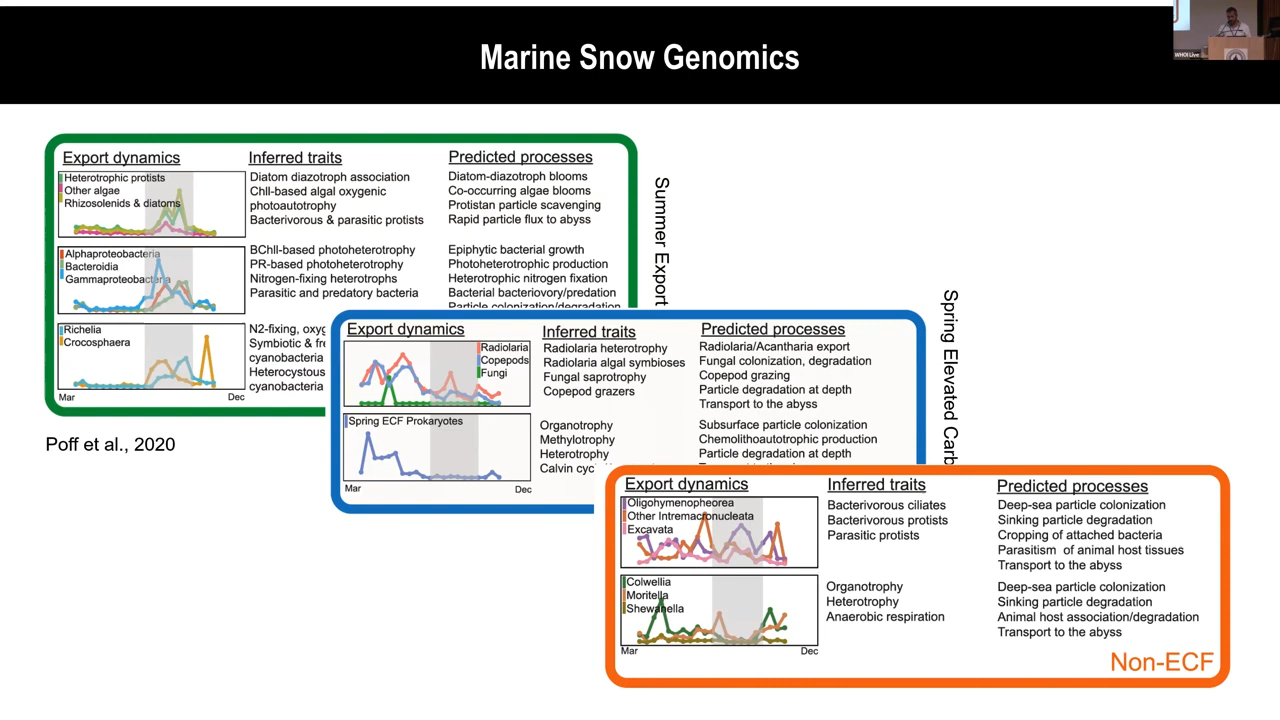 Marine Snow Genomics
WHOI Live
Export dynamics
Inferred traits
Predicted processes
Heterotrophic protists
Other algae
Rhizosolenids & diatoms
Diatom diazotroph association
Chll-based algal oxygenic
photoautotrophy
Bacterivorous & parasitic protists
Diatom-diazotroph blooms
Co-occurring algae blooms
Protistan particle scavenging
Rapid particle flux to abyss
Alphaproteobacteria
Bacteroidia
Gammaproteobacteria
BChll-based photoheterotrophy
PR-based photoheterotrophy
Nitrogen-fixing heterotrophs
Parasitic and predatory bacteria
Epiphytic bacterial growth
Photoheterotrophic production
Heterotrophic nitrogen fixation
Bacterial bacteriovory/predation
Particle colonization/degradation
Richelia
Crocosphaera
N2-fixing, oxyg
Symbiotic & fre
cyanobacteria
Heterocystous
cyanobacteria
Mar
Dec
Summer Export
Poff et al., 2020
Export dynamics
Inferred traits
Predicted processes
Radiolaria
Copepods
Fungi
Radiolaria heterotrophy
Radiolaria algal symbioses
Fungal saprotrophy
Copepod grazers
Radiolaria/Acantharia export
Fungal colonization, degradation
Copepod grazing
Particle degradation at depth
Transport to the abyss
Spring ECF Prokaryotes
Organotrophy
Methylotrophy
Heterotrophy
Calvin cyc
Subsurface particle colonization
Chemolithoautotrophic production
Particle degradation at depth
Mar
Dec
Spring Elevated Carb
Export dynamics
Inferred traits
Predicted processes
Oligohymenopheorea
Other Intramacronucleata
Excavata
Bacterivorous ciliates
Bacterivorous protists
Parasitic protists
Deep-sea particle colonization
Sinking particle degradation
Cropping of attached bacteria
Parasitism of animal host tissues
Transport to the abyss
Colwellia
Moritella
Shewanella
Organotrophy
Heterotrophy
Anaerobic respiration
Deep-sea particle colonization
Sinking particle degradation
Animal host association/degradation
Transport to the abyss
Mar
Dec
Non-ECF